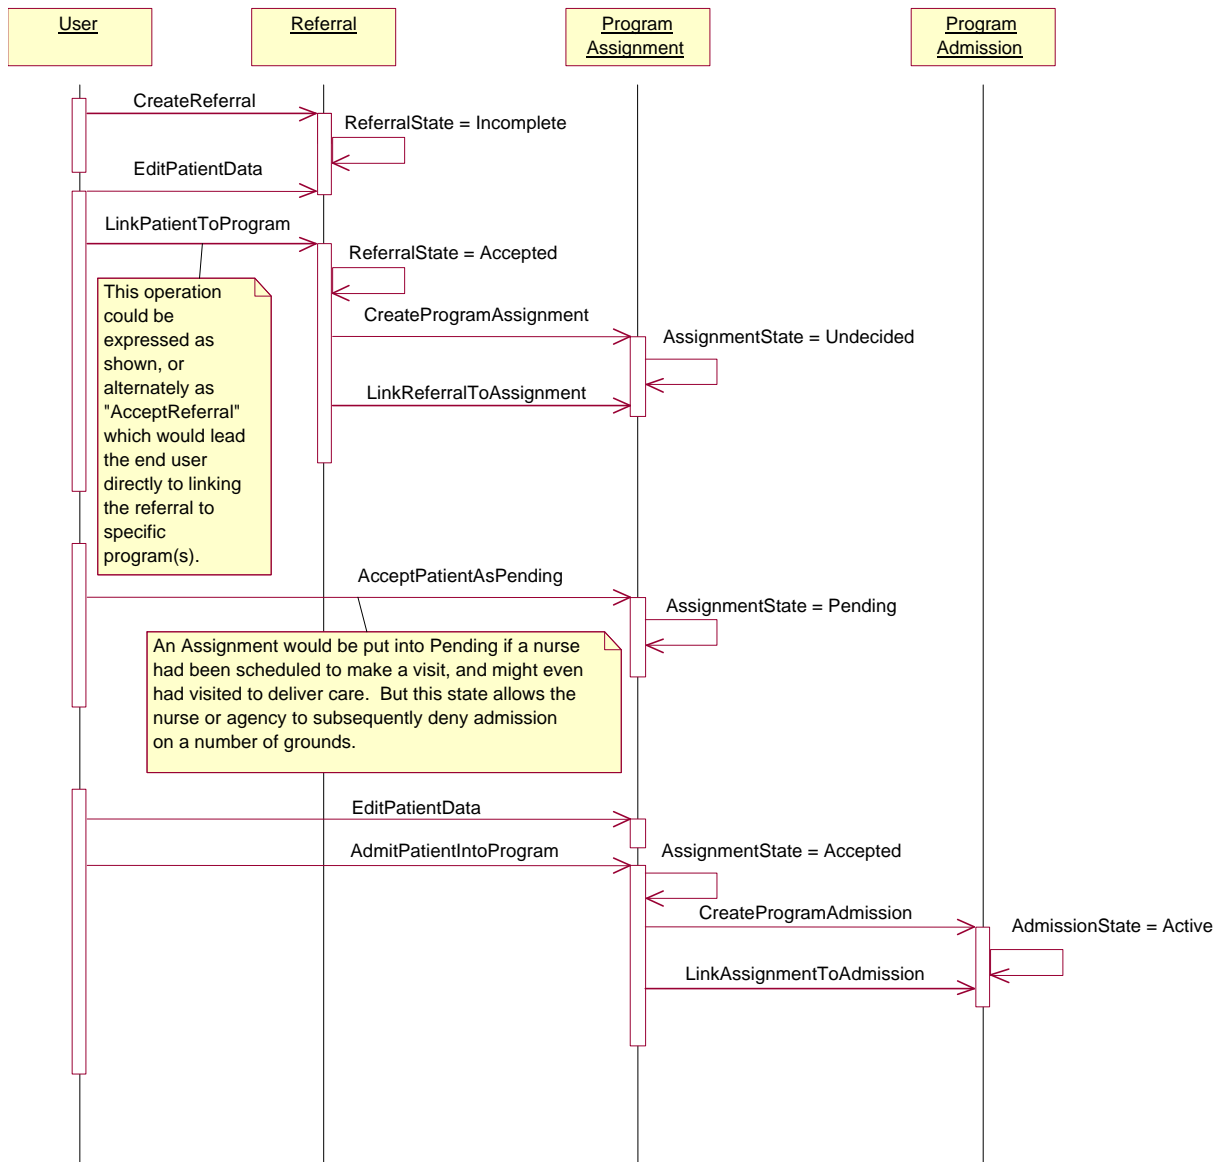 User
Referral
Program
Assignment
Program
Admission
CreateReferral
ReferralState = Incomplete
EditPatientData
LinkPatientToProgram
ReferralState = Accepted
This operation
could be
expressed as
shown, or
alternately as
"AcceptReferral"
which would lead
the end user
directly to linking
the referral to
specific
program(s).
CreateProgramAssignment
AssignmentState = Undecided
LinkReferralToAssignment
AcceptPatientAsPending
AssignmentState = Pending
An Assignment would be put into Pending if a nurse
had been scheduled to make a visit, and might even
had visited to deliver care.  But this state allows the
nurse or agency to subsequently deny admission
on a number of grounds.
EditPatientData
AdmitPatientIntoProgram
AssignmentState = Accepted
CreateProgramAdmission
AdmissionState = Active
LinkAssignmentToAdmission